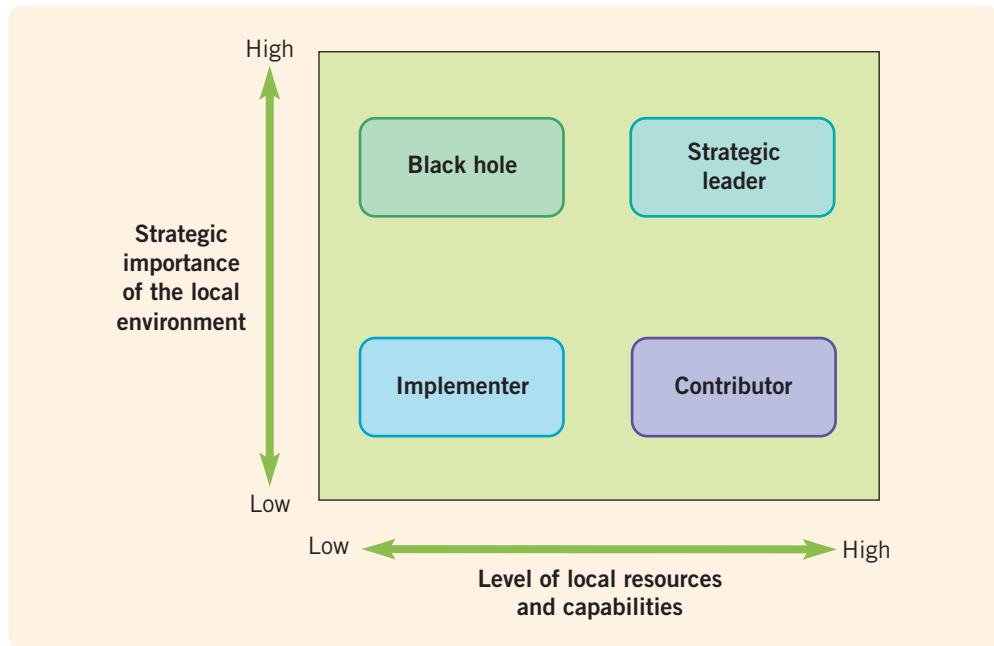 High
Black hole
Strategic
leader
Strategic
importance
of the local
environment
Implementer
Contributor
Low
Low
High
Level of local resources
and capabilities